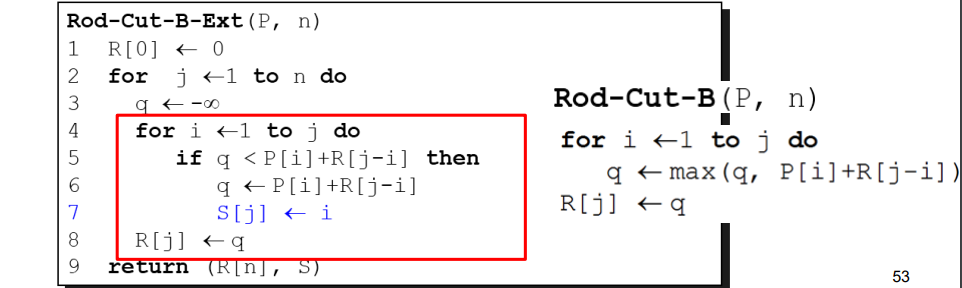 Rod-Cut-B-Ext(P, n)
1 R[0] ← 0
2 for j ←1 to n do
3 q ← -∞
4 for i ←1 to j do
5 if q < P[i]+R[j-i] then
6 q ← P[i]+R[j-i]
7 S[j] ← i
8 R[j] ← q
9 return (R[n], S)
Rod-Cut-B(P, n)
for i ←1 to j do
q ← max(q, P[i]+R[j-i])
R[j] ← q
53